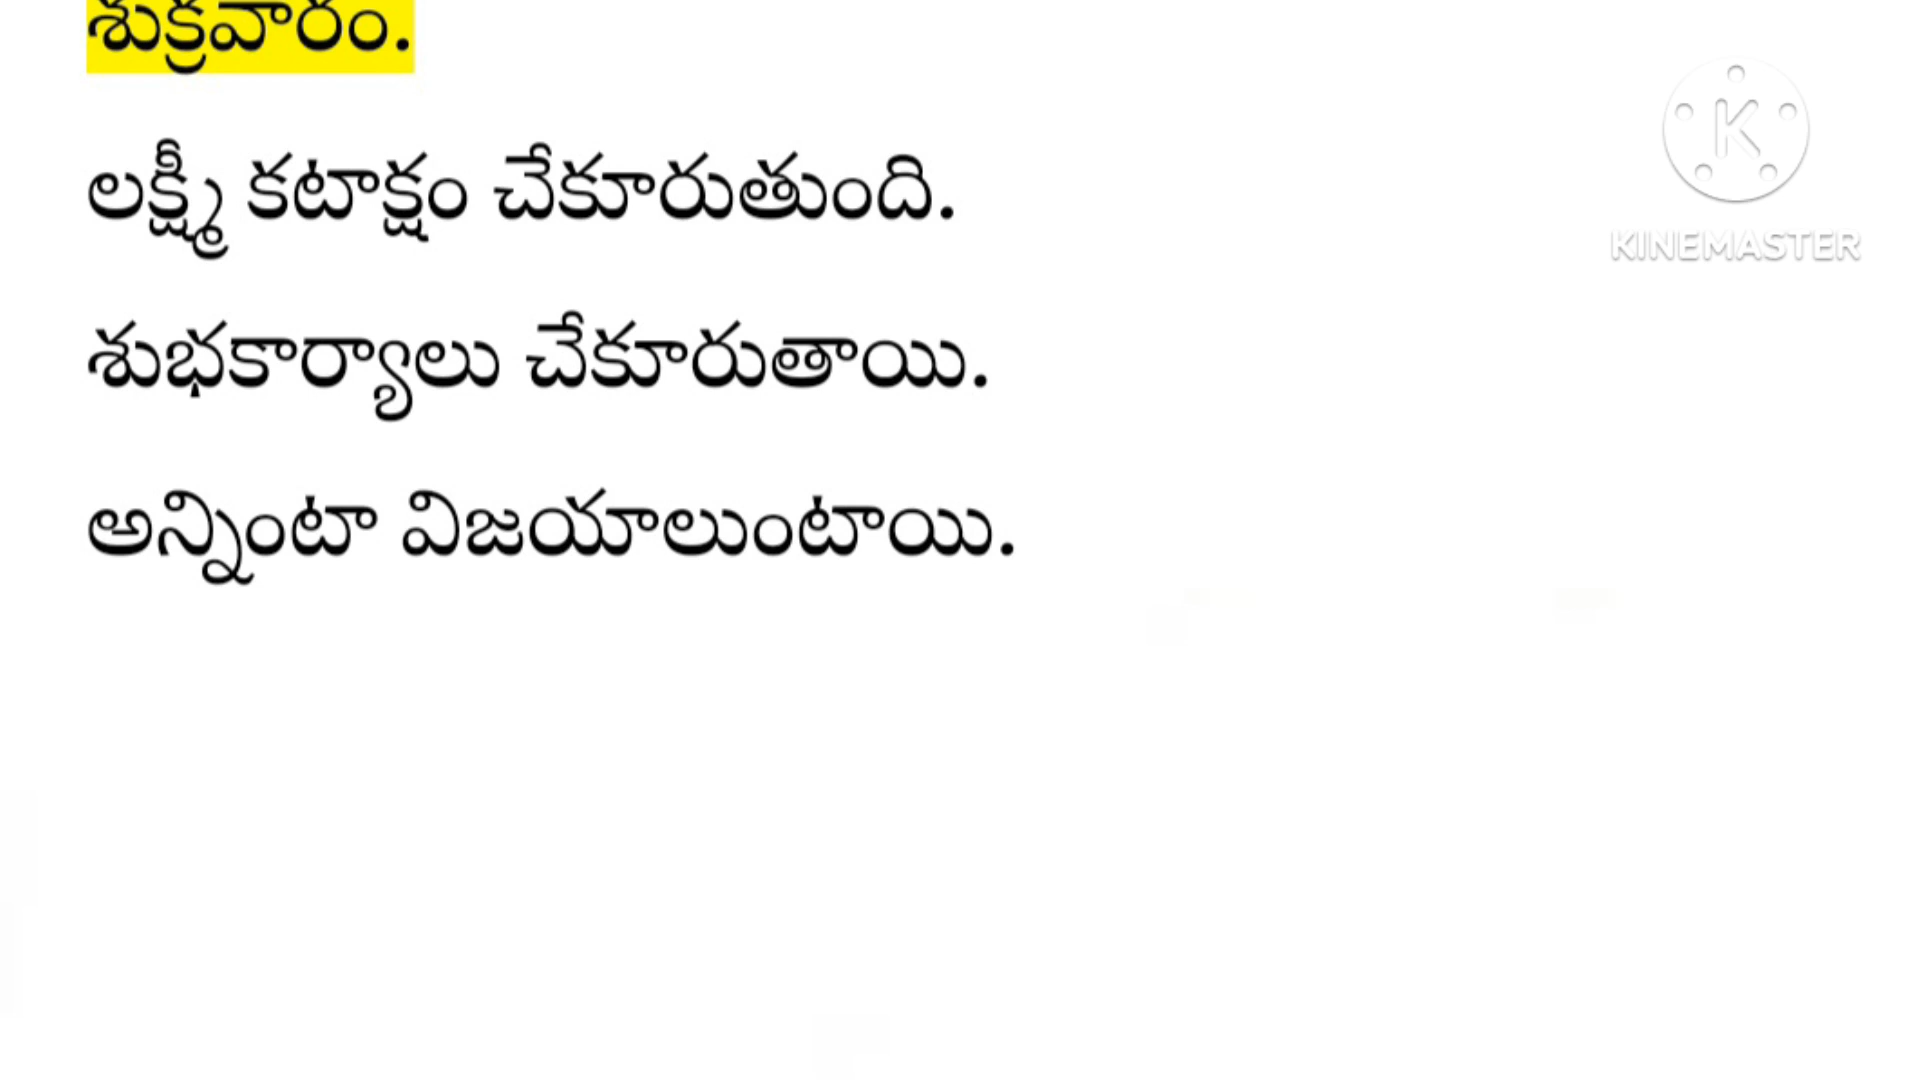 శుక్రవారం.
లక్ష్మీ కటాక్షం చేకూరుతుంది.
శుభకార్యాలు చేకూరుతాయి.
అన్నింటా విజయాలుంటాయి.
K
KINEMASTER